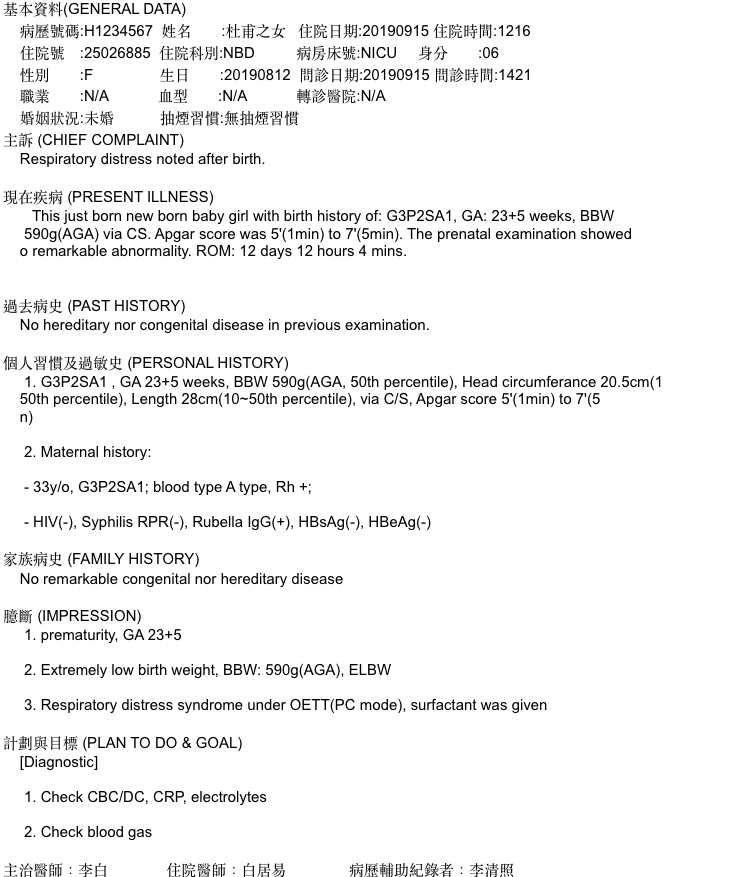 基本資料(GENERAL DATA)
病歷號碼:H1234567 姓名 :杜甫之女 住院日期:20190915 住院時間:1216
住院號 :25026885 住院科別:NBD 病房床號:NICU 身分 :06
性別 :F 生日 :20190812 問診日期:20190915 問診時間:1421
職業 :N/A 血型 :N/A 轉診醫院:N/A
婚姻狀況:未婚 抽煙習慣:無抽煙習慣
主訴 (CHIEF COMPLAINT)
Respiratory distress noted after birth.
現在疾病 (PRESENT ILLNESS)
This just born new born baby girl with birth history of: G3P2SA1, GA: 23+5 weeks, BBW
590g(AGA) via CS. Apgar score was 5'(1min) to 7'(5min). The prenatal examination showed
o remarkable abnormality. ROM: 12 days 12 hours 4 mins.
過去病史 (PAST HISTORY)
No hereditary nor congenital disease in previous examination.
個人習慣及過敏史 (PERSONAL HISTORY)
1. G3P2SA1 , GA 23+5 weeks, BBW 590g(AGA, 50th percentile), Head circumferance 20.5cm(1
50th percentile), Length 28cm(10~50th percentile), via C/S, Apgar score 5'(1min) to 7'(5
n)
2. Maternal history:
- 33y/o, G3P2SA1; blood type A type, Rh +;
- HIV(-), Syphilis RPR(-), Rubella IgG(+), HBsAg(-), HBeAg(-)
家族病史 (FAMILY HISTORY)
No remarkable congenital nor hereditary disease
臆斷 (IMPRESSION)
1. prematurity, GA 23+5
2. Extremely low birth weight, BBW: 590g(AGA), ELBW
3. Respiratory distress syndrome under OETT(PC mode), surfactant was given
計劃與目標 (PLAN TO DO & GOAL)
[Diagnostic]
1. Check CBC/DC, CRP, electrolytes
2. Check blood gas
主治醫師：李白 住院醫師：白居易 病歷輔助紀錄者：李清照